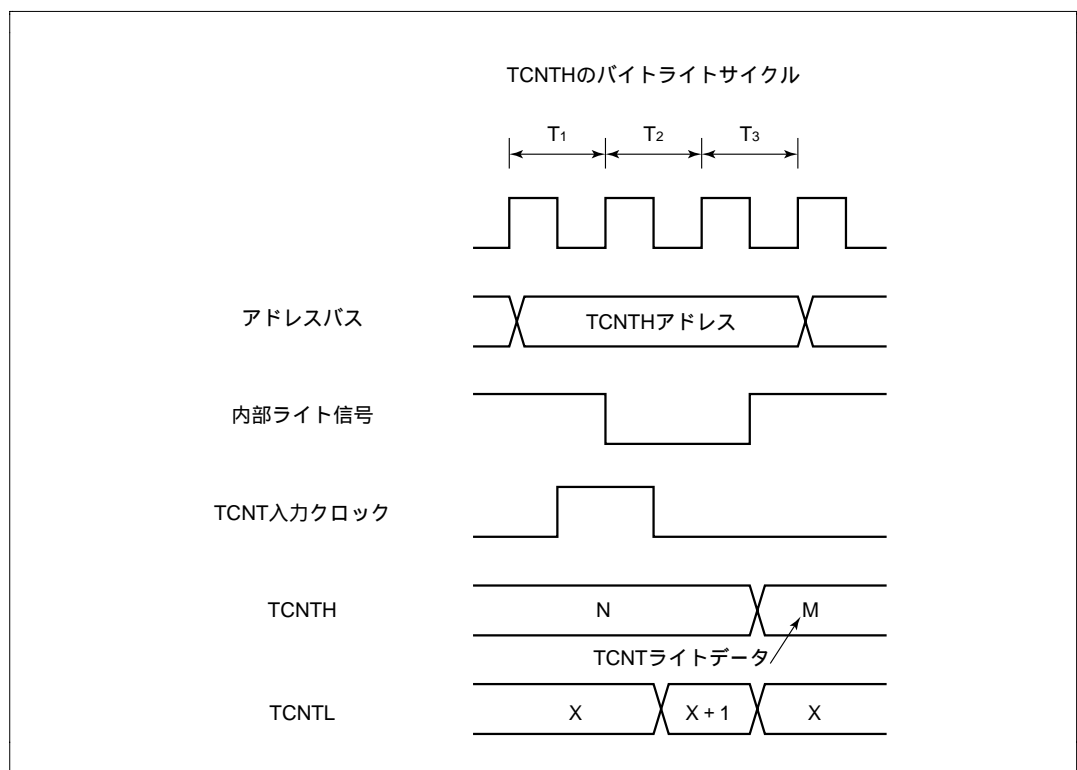 TCNTHのバイトライトサイクル
T1 T2 T3
アドレスバス TCNTHアドレス
内部ライト信号
TCNT入力クロック
TCNTH N M
TCNTライトデータ
TCNTL X X + 1 X